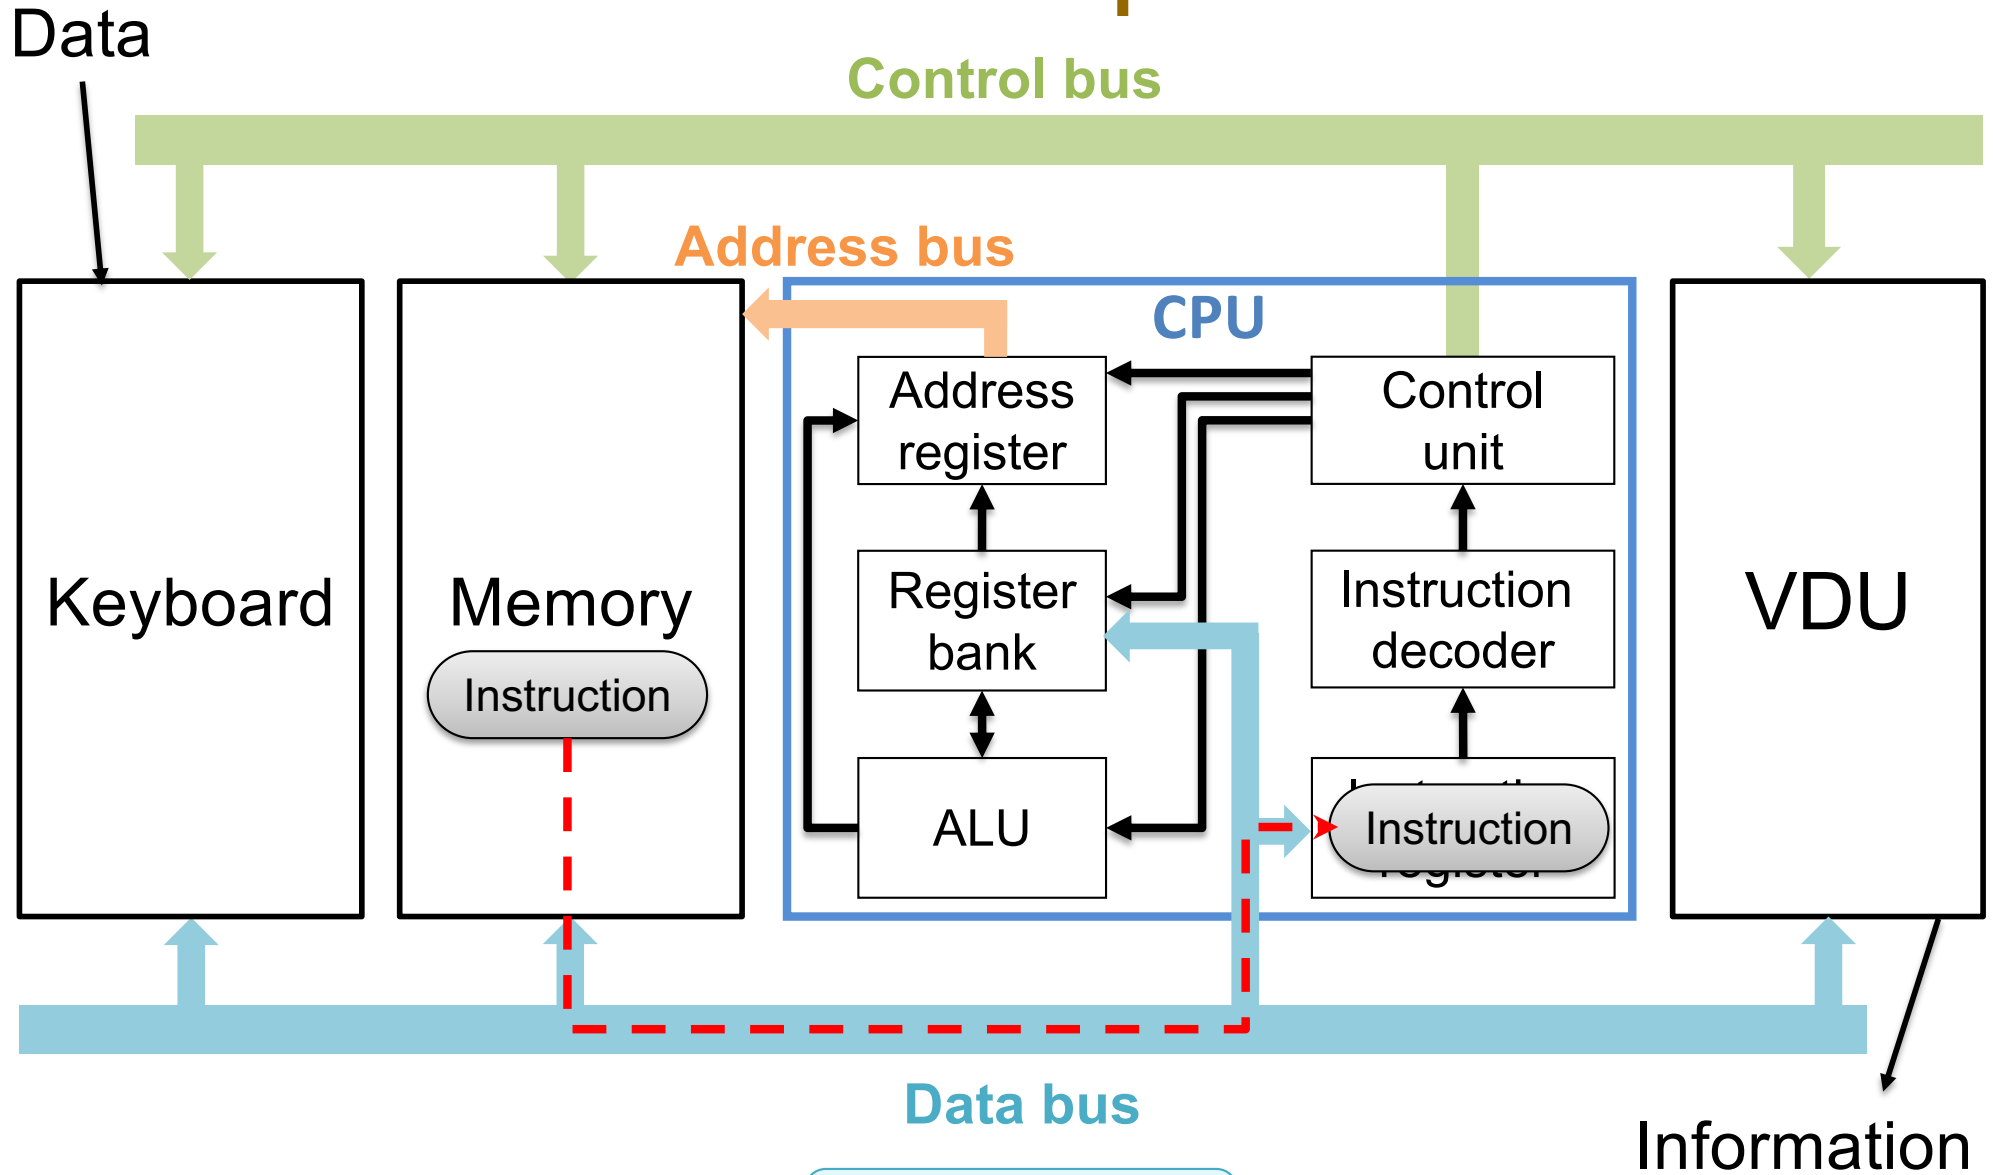 Data
Control bus
Address bus
CPU
Address
register
Control
unit
Keyboard
Memory
Register
bank
Instruction
decoder
VDU
Instruction
ALU
Instruction
Data bus
Information